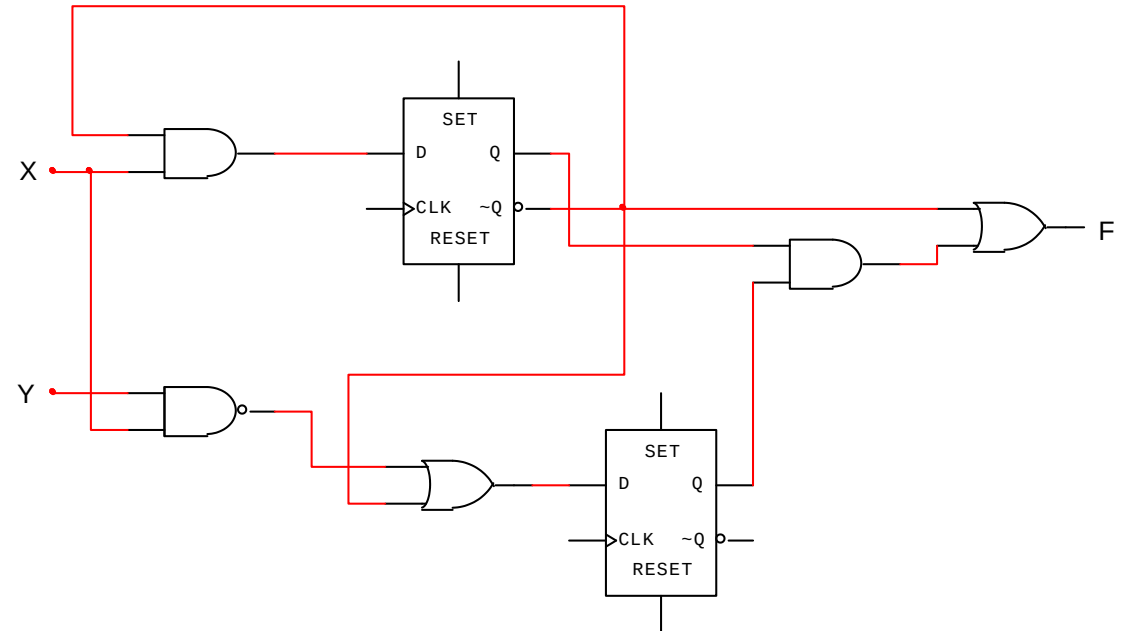 SET
D Q
X
CLK ~Q
RESET
F
Y
SET
D Q
CLK ~Q
RESET